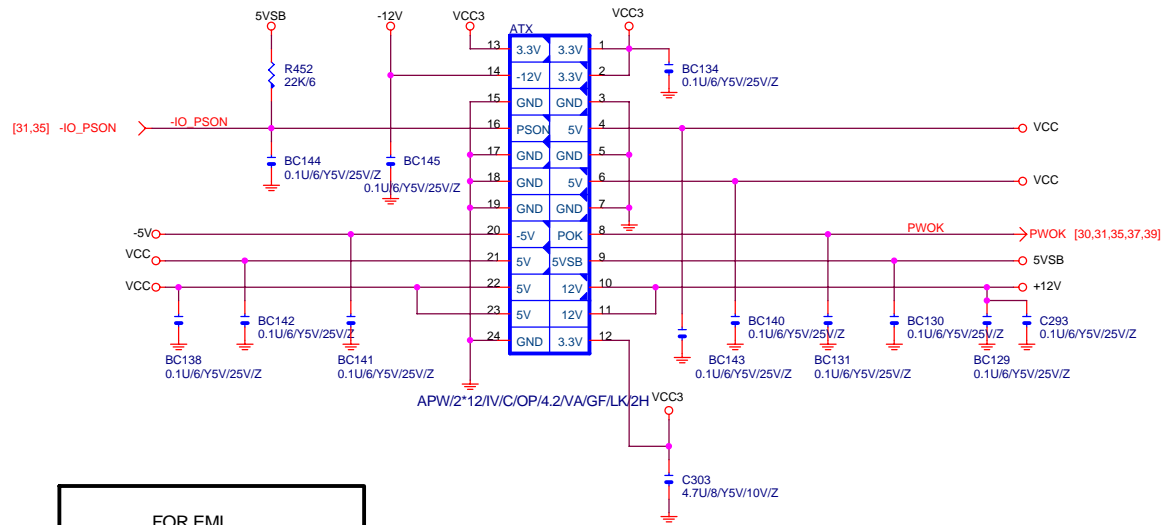 5VSB
-12V
VCC3
VCC3
ATX
13 3.3V 3.3V 1
14 -12V 3.3V 2
15 GND GND 3
16 PSON 5V 4
17 GND GND 5
18 GND 5V 6
19 GND GND 7
20 -5V POK 8
21 5V 5VSB 9
22 5V 12V 10
23 5V 12V 11
24 GND 3.3V 12
R452
22K/6
BC134
0.1U/6/Y5V/25V/Z
[31,35] -IO_PSON
-IO_PSON
VCC
BC144
0.1U/6/Y5V/25V/Z
BC145
0.1U/6/Y5V/25V/Z
VCC
-5V
PWOK
PWOK [30,31,35,37,39]
VCC
5VSB
VCC
+12V
BC142
0.1U/6/Y5V/25V/Z
BC140
0.1U/6/Y5V/25V/Z
BC130
0.1U/6/Y5V/25V/Z
C293
0.1U/6/Y5V/25V/Z
BC138
0.1U/6/Y5V/25V/Z
BC141
0.1U/6/Y5V/25V/Z
BC143
0.1U/6/Y5V/25V/Z
BC131
0.1U/6/Y5V/25V/Z
BC129
0.1U/6/Y5V/25V/Z
APW/2*12/IV/C/OP/4.2/VA/GF/LK/2H
VCC3
C303
4.7U/8/Y5V/10V/Z
FOR EMI